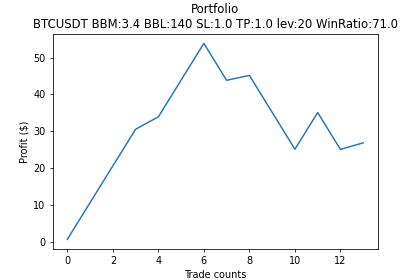 Portfolio
BTCUSDT BBM:3.4 BBL:140 SL:1.0 TP:1.0 lev:20 WinRatio:71.0
50
40
30
20
10
0
Profit ($)
0 2 4 6 8 10 12
Trade counts